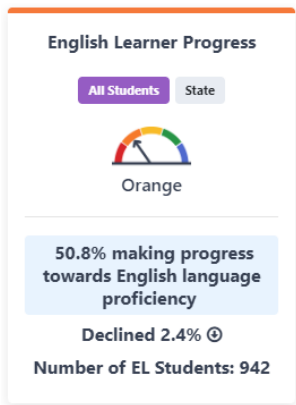 English Learner Progress
All Students State
Orange
50.8% making progress
towards English language
proficiency
Declined 2.4%
Number of EL Students: 942